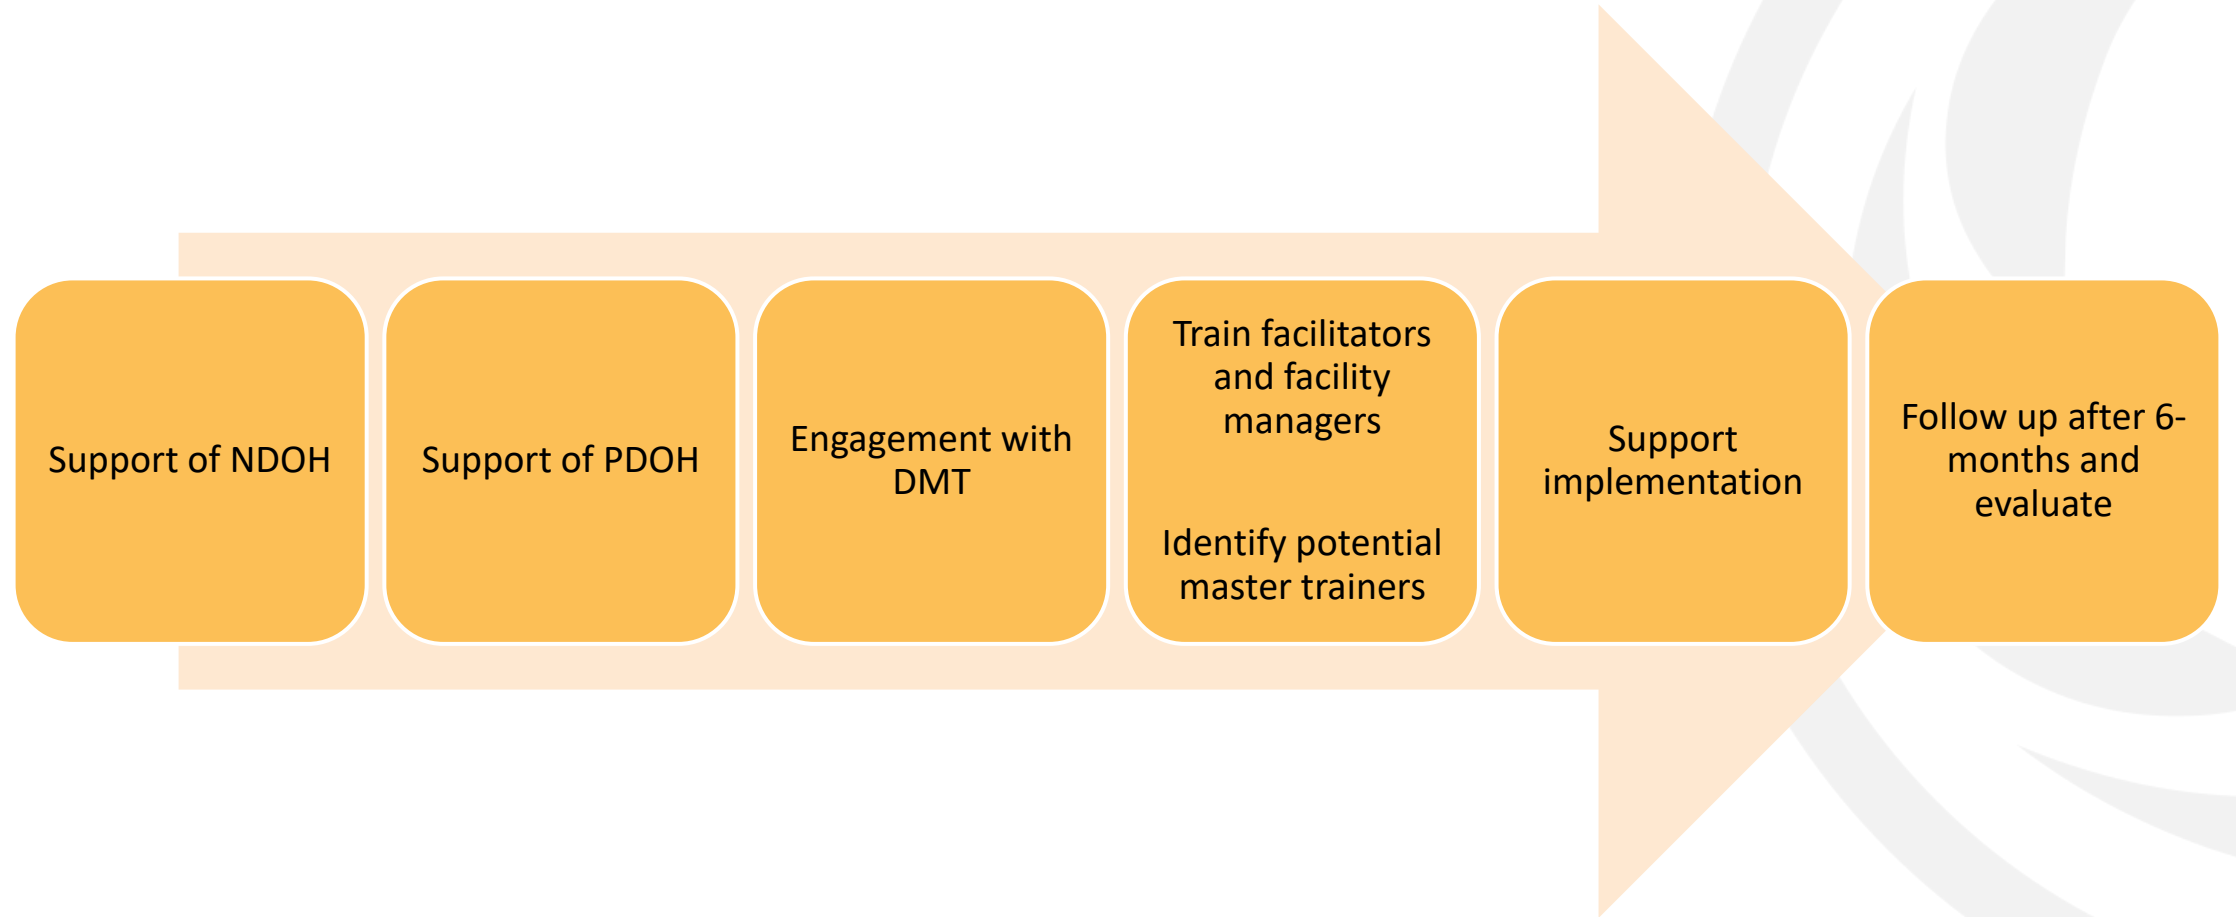 Support of NDOH
Support of PDOH
Engagement with
DMT
Train facilitators
and facility
managers
Identify potential
master trainers
Support
implementation
Follow up after 6-
months and
evaluate